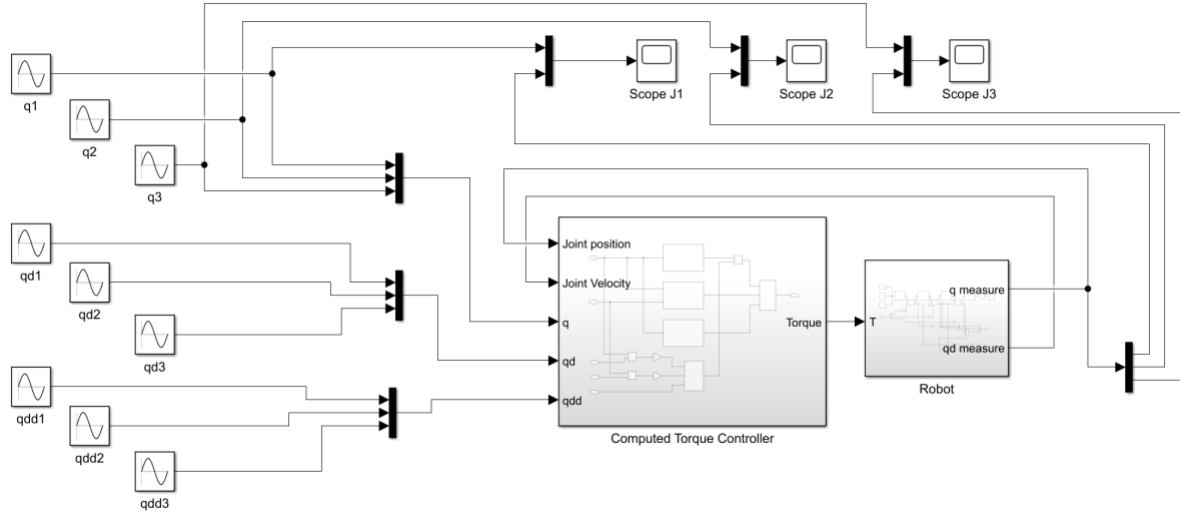 q1
q2
q3
Scope J1
Scope J2
Scope J3
qd1
qd2
qd3
qdd1
qdd2
qdd3
Joint position
Joint Velocity
q
qd
qdd
Torque
Computed Torque Controller
T
q measure
qd measure
Robot